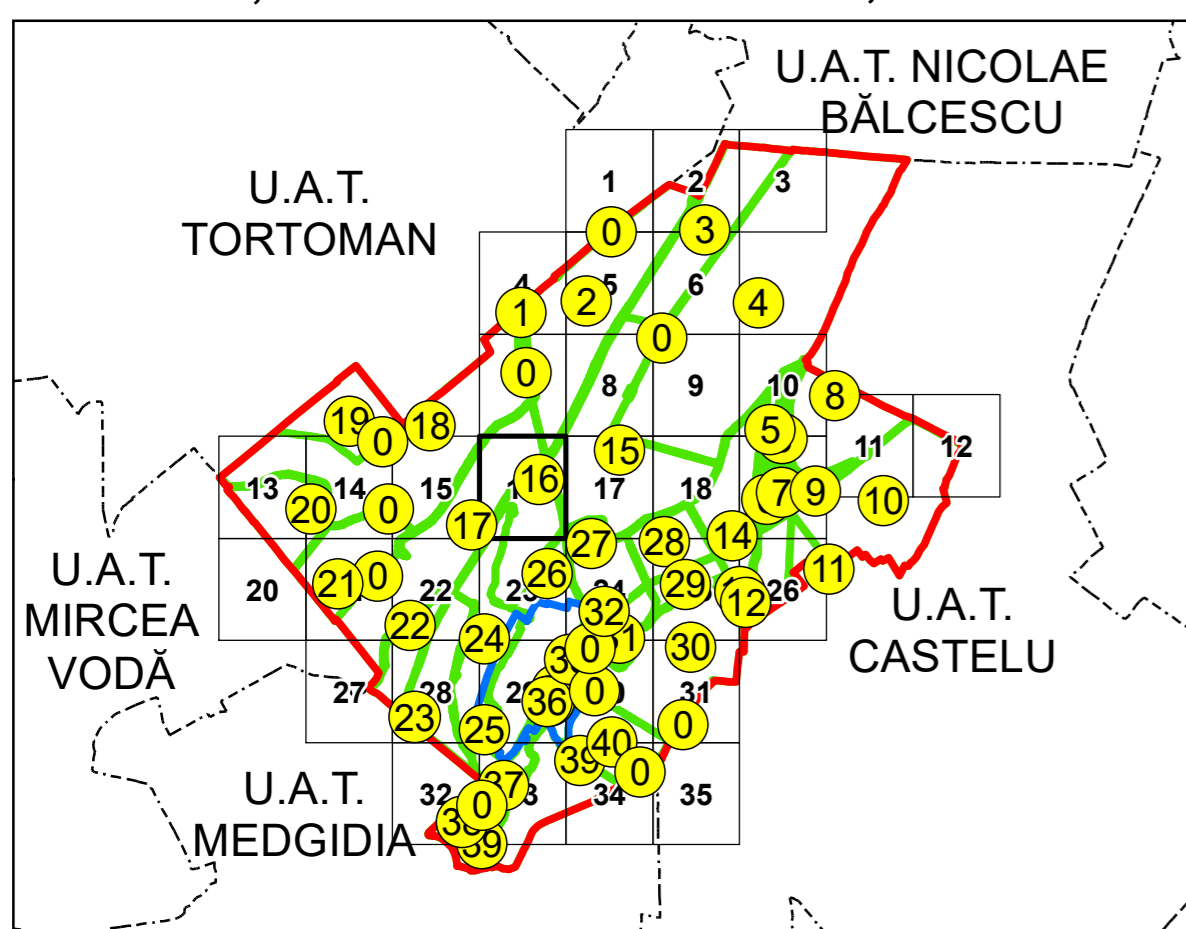 U.A.T. NICOLAE
BĂLCESCU
U.A.T.
TORTOMAN
1 2 3
0 3
4 2 5 6 4
1
0
0
8 9 10 8
19 0 18 5
15 11 12
13 14 15 16 17 18 7 9 10
20 0 17
27 28 14
U.A.T.
MIRCEA
VODĂ
20 21 0 22 26 29 12 26 11
32
22 24 30
U.A.T.
CASTELU
0
27 28 36 0 31
23 25 0
40
39 0
U.A.T.
MEDGIDIA
32 37 34 35
0
38
39